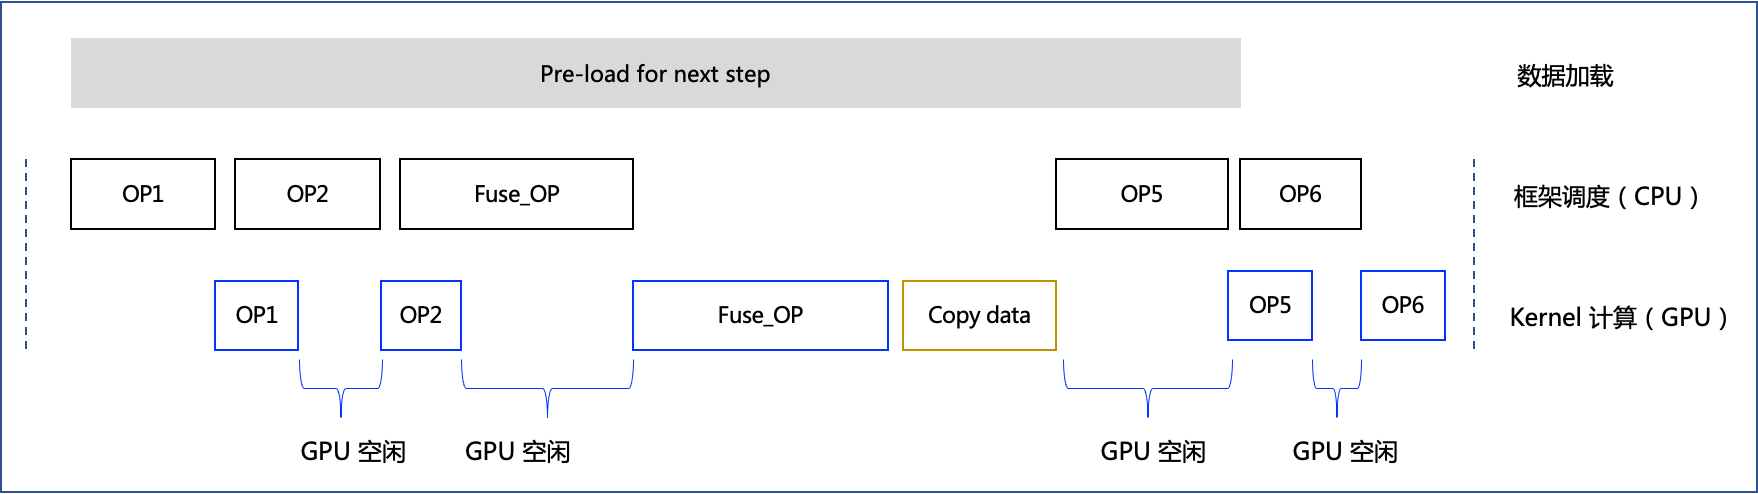 Pre-load for next step
数据加载
OP1
OP2
Fuse_OP
OP5
OP6
框架调度（CPU）
OP1
OP2
Fuse_OP
Copy data
OP5
OP6
Kernel 计算（GPU）
GPU 空闲
GPU 空闲
GPU 空闲
GPU 空闲